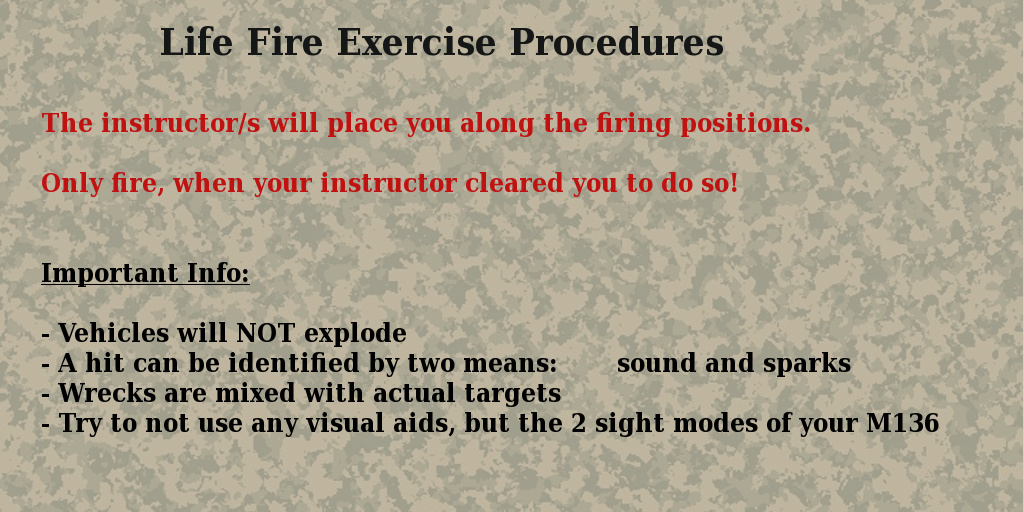 Life Fire Exercise Procedures
The instructor/s will place you along the firing positions.
Only fire, when your instructor cleared you to do so!
Important Info:
- Vehicles will NOT explode
- A hit can be identified by two means: sound and sparks
- Wrecks are mixed with actual targets
- Try to not use any visual aids, but the 2 sight modes of your M136